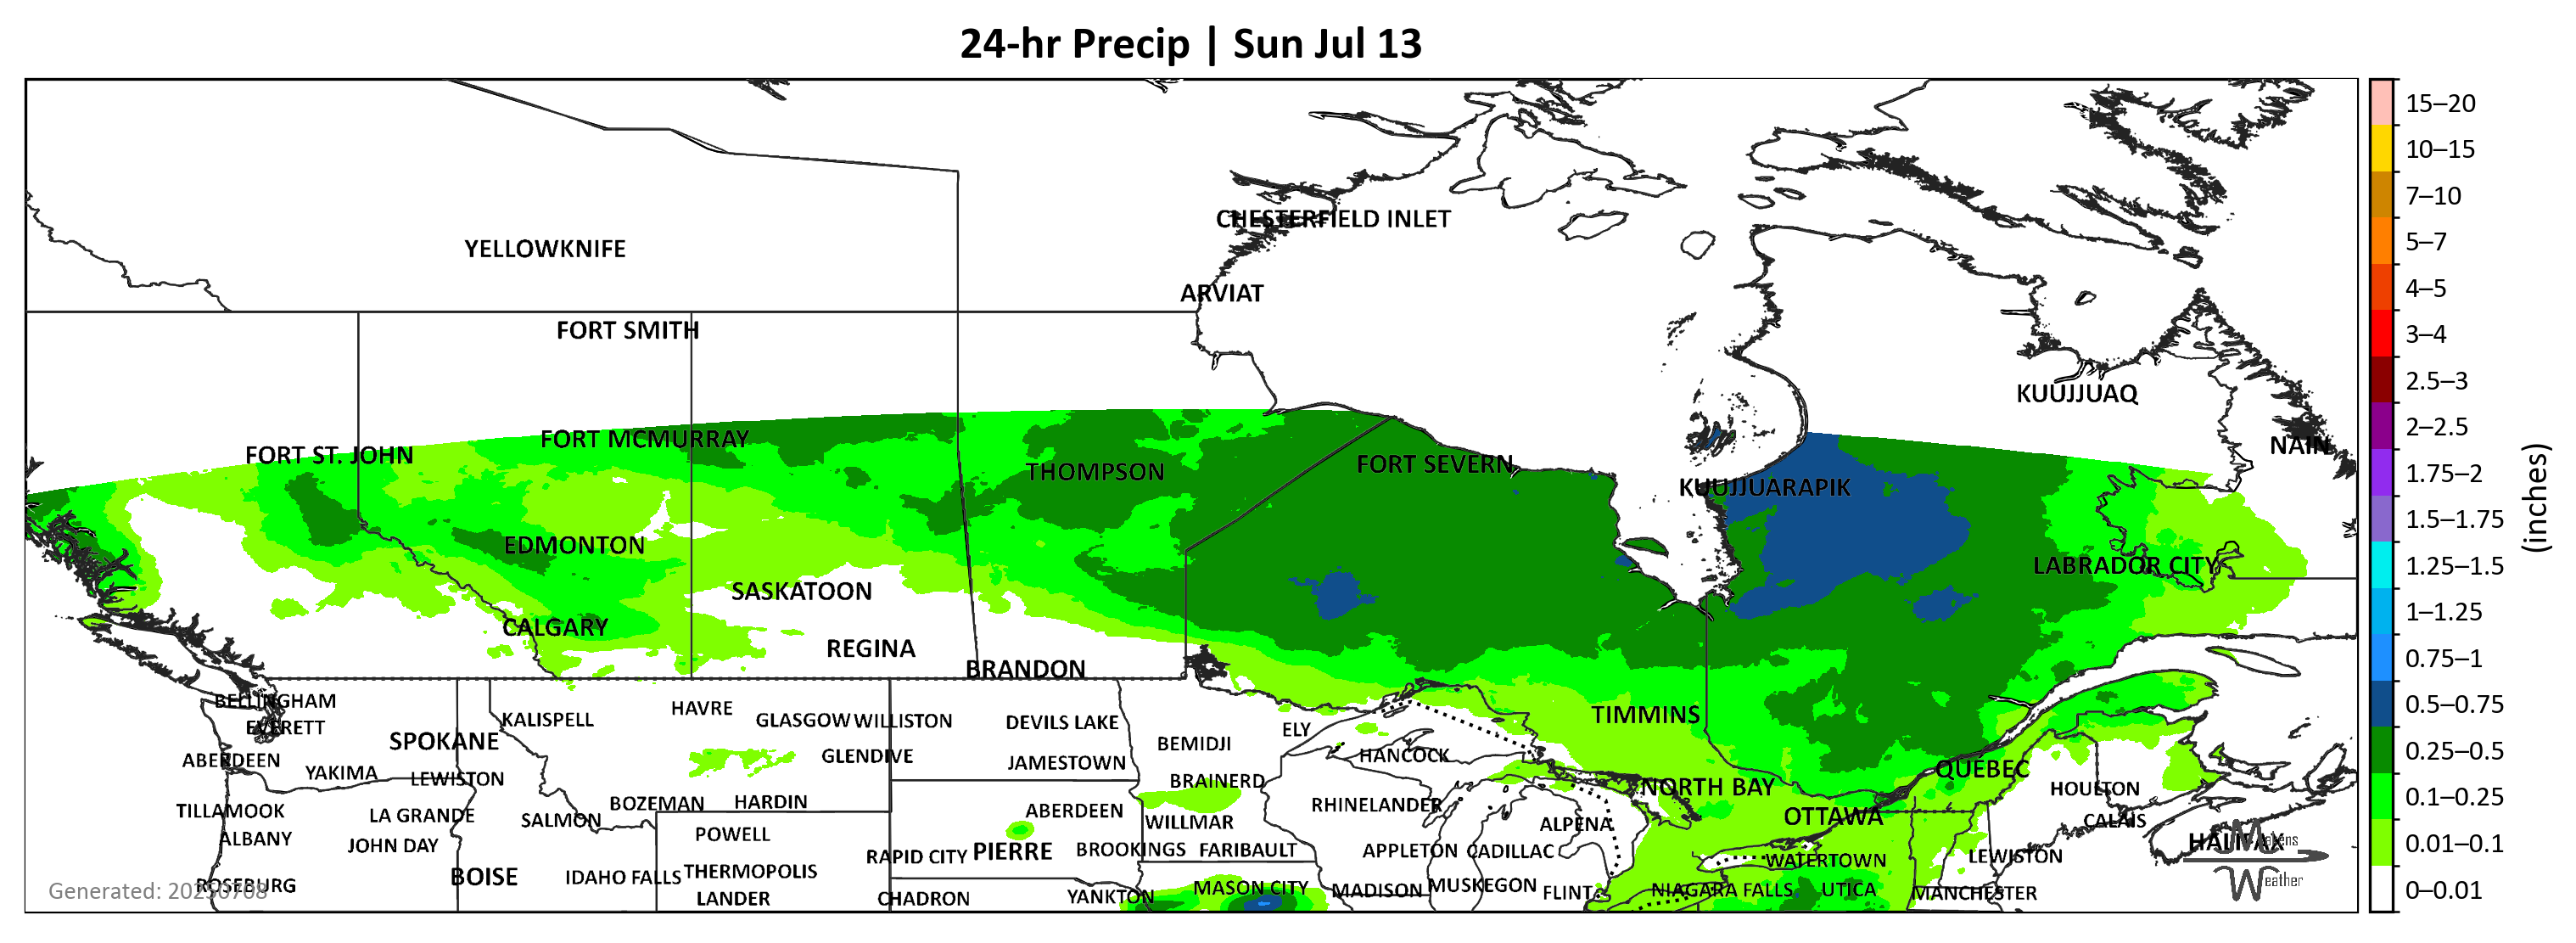 24-hr Precip | Sun Jul 13
CHESTERFIELD INLET
YELLOWKNIFE
ARVIAT
FORT SMITH
KUUJJUAQ
FORT ST. JOHN
FORT MCMURRAY
NAIN
THOMPSON
FORT SEVERN
KUUJJUARAPIK
EDMONTON
LABRADOR CITY
SASKATOON
CALGARY
REGINA
BRANDON
BELLINGHAM
EVERETT
KALISPELL
HAVRE
GLASGOW
WILLISTON
DEVILS LAKE
TIMMINS
SPOKANE
ELY
BEMIDJI
ABERDEEN
GLENDIVE
JAMESTOWN
HANCOCK
QUÉBEC
YAKIMA
LEWISTON
BRAINERD
NORTH BAY
HOULTON
TILLAMOOK
LA GRANDE
BOZEMAN
HARDIN
ABERDEEN
RHINELANDER
SALMON
WILLMAR
ALPENA
OTTAWA
CALAIS
ALBANY
JOHN DAY
POWELL
HALIFAX
RAPID CITY
PIERRE
BROOKINGS
FARIBAULT
APPLETON
CADILLAC
WATERTOWN
LEWISTON
BOISE
IDAHO FALLS
THERMOPOLIS
ROSEBURG
LANDER
CHADRON
YANKTON
MASON CITY
MADISON
MUSKEGON
FLINT
NIAGARA FALLS
UTICA
MANCHESTER
Generated: 20250708
Weather
15–20
10–15
7–10
5–7
4–5
3–4
2.5–3
2–2.5
1.75–2
1.5–1.75
1.25–1.5
1–1.25
0.75–1
0.5–0.75
0.25–0.5
0.1–0.25
0.01–0.1
0–0.01
(inches)